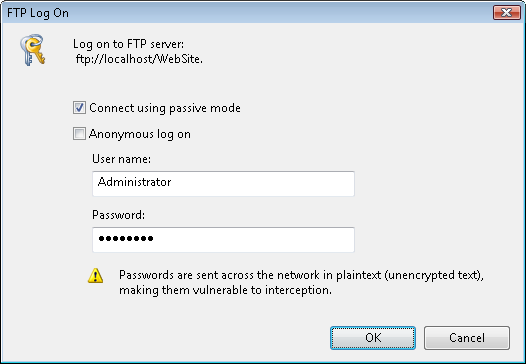 FTP Log On
Log on to FTP server:
ftp://localhost/WebSite.
Connect using passive mode
Anonymous log on
User name:
Administrator
Password:
••••••••
Passwords are sent across the network in plaintext (unencrypted text),
making them vulnerable to interception.
OK
Cancel